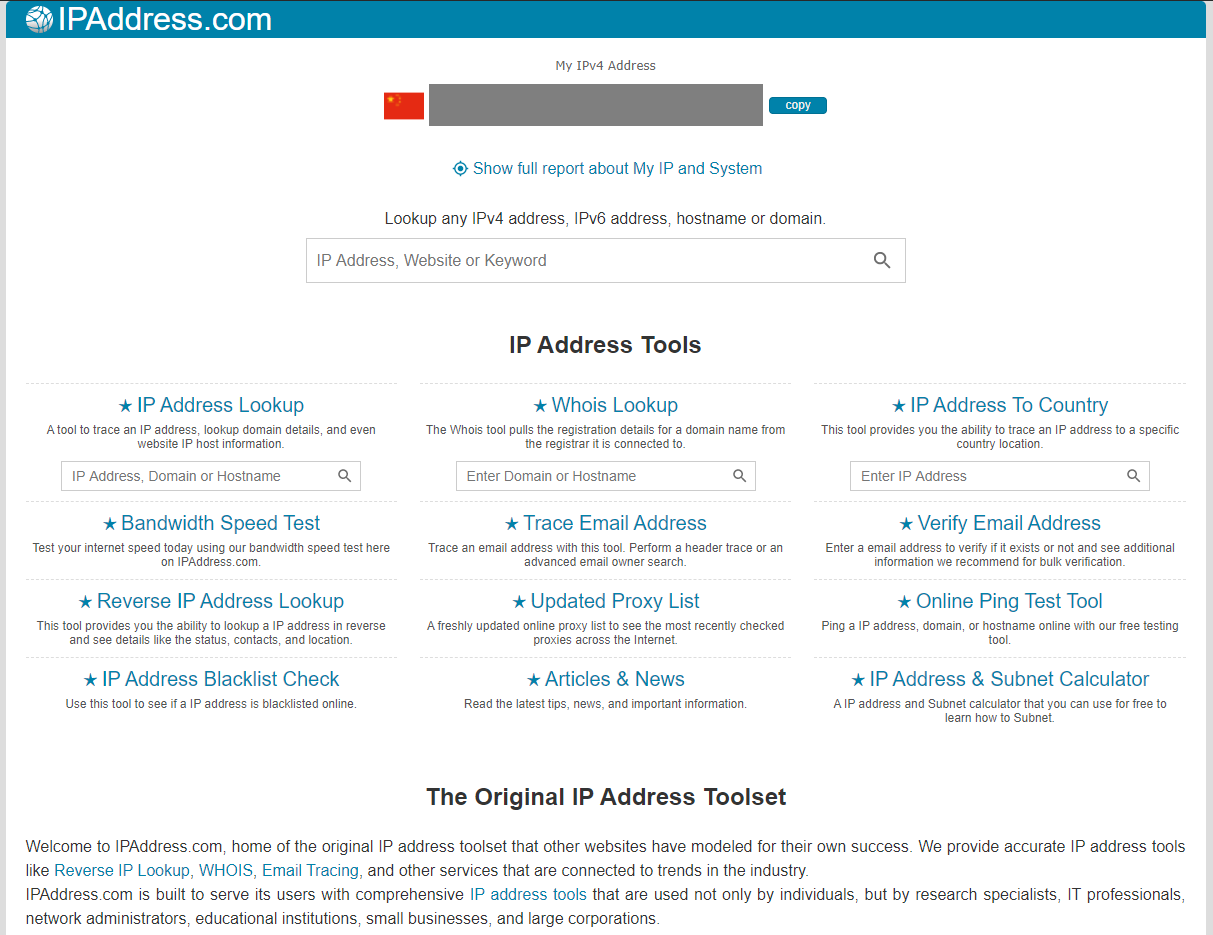 IPAddress.com
My IPv4 Address
copy
Show full report about My IP and System
Lookup any IPv4 address, IPv6 address, hostname or domain.
IP Address, Website or Keyword
IP Address Tools
★ IP Address Lookup
A tool to trace an IP address, lookup domain details, and even
website IP host information.
IP Address, Domain or Hostname
★ Whois Lookup
The Whois tool pulls the registration details for a domain name from
the registrar it is connected to.
Enter Domain or Hostname
★ IP Address To Country
This tool provides you the ability to trace an IP address to a specific
country location.
Enter IP Address
★ Bandwidth Speed Test
Test your internet speed today using our bandwidth speed test here
on IPAddress.com.
★ Trace Email Address
Trace an email address with this tool. Perform a header trace or an
advanced email owner search.
★ Verify Email Address
Enter a email address to verify if it exists or not and see additional
information we recommend for bulk verification.
★ Reverse IP Address Lookup
This tool provides you the ability to lookup a IP address in reverse
and see details like the status, contacts, and location.
★ Updated Proxy List
A freshly updated online proxy list to see the most recently checked
proxies across the Internet.
★ Online Ping Test Tool
Ping a IP address, domain, or hostname online with our free testing
tool.
★ IP Address Blacklist Check
Use this tool to see if a IP address is blacklisted online.
★ Articles & News
Read the latest tips, news, and important information.
★ IP Address & Subnet Calculator
A IP address and Subnet calculator that you can use for free to
learn how to Subnet.
The Original IP Address Toolset
Welcome to IPAddress.com, home of the original IP address toolset that other websites have modeled for their own success. We provide accurate IP address tools
like Reverse IP Lookup, WHOIS, Email Tracing, and other services that are connected to trends in the industry.
IPAddress.com is built to serve its users with comprehensive IP address tools that are used not only by individuals, but by research specialists, IT professionals,
network administrators, educational institutions, small businesses, and large corporations.